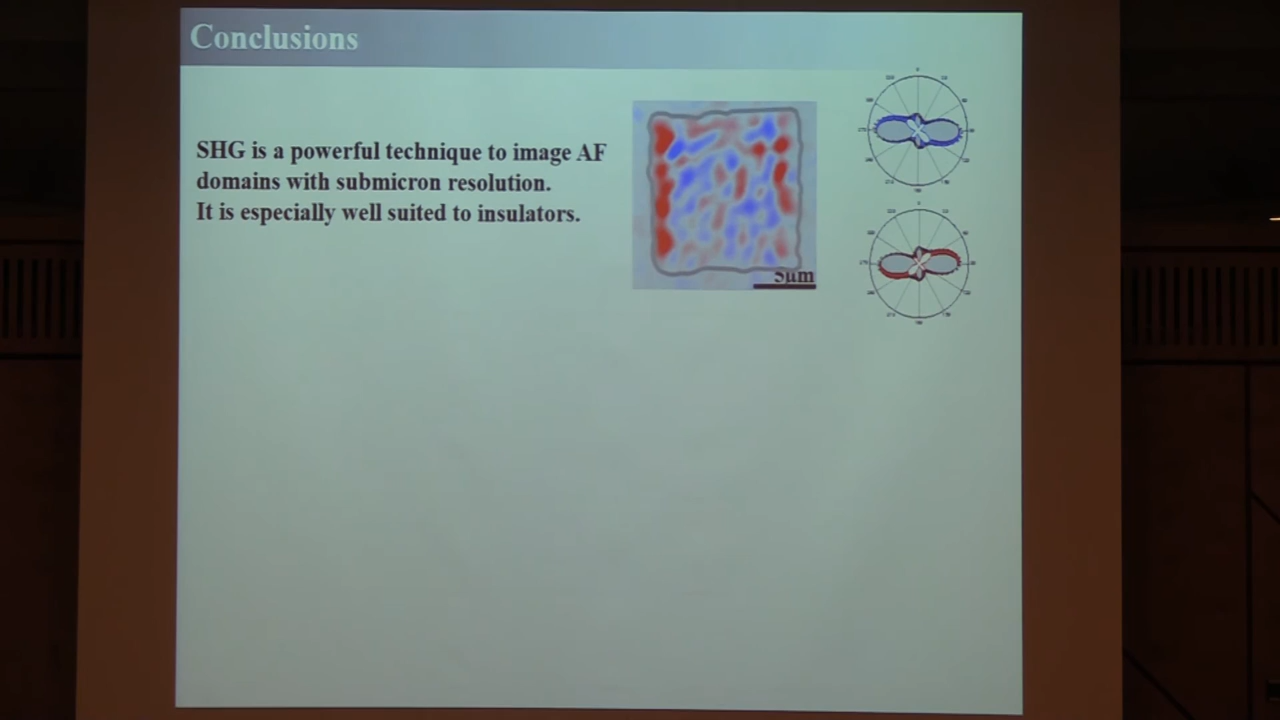 Conclusions
SHG is a powerful technique to image AF
domains with submicron resolution.
It is especially well suited to insulators.
5μm